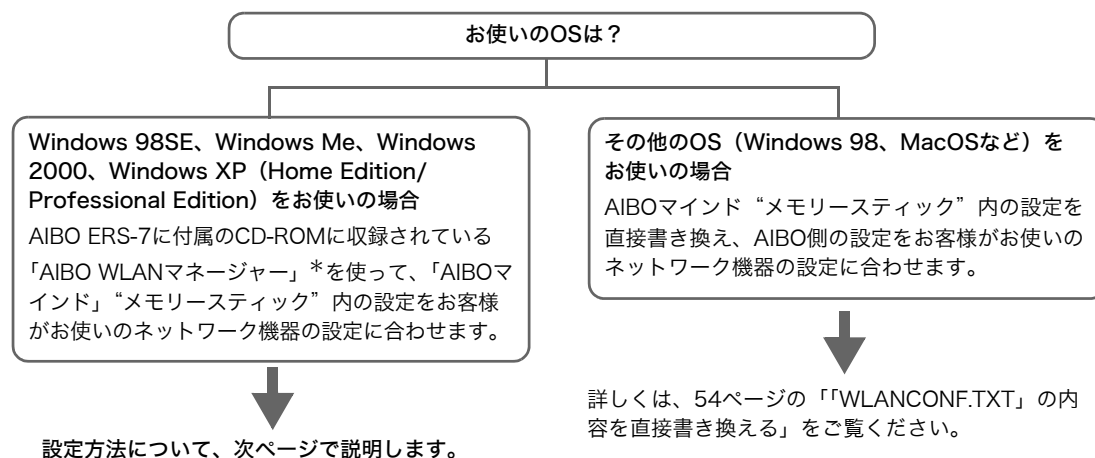 お使いのOSは？
Windows 98SE、Windows Me、Windows
2000、Windows XP（Home Edition/
Professional Edition）をお使いの場合
AIBO ERS-7に付属のCD-ROMに収録されている
「AIBO WLANマネージャー」＊を使って、「AIBOマ
インド」“メモリースティック”内の設定をお客様
がお使いのネットワーク機器の設定に合わせます。
設定方法について、次ページで説明します。
その他のOS（Windows 98、MacOSなど）を
お使いの場合
AIBOマインド“メモリースティック”内の設定を
直接書き換え、AIBO側の設定をお客様がお使いの
ネットワーク機器の設定に合わせます。
詳しくは、54ページの「「WLANCONF.TXT」の内
容を直接書き換える」をご覧ください。